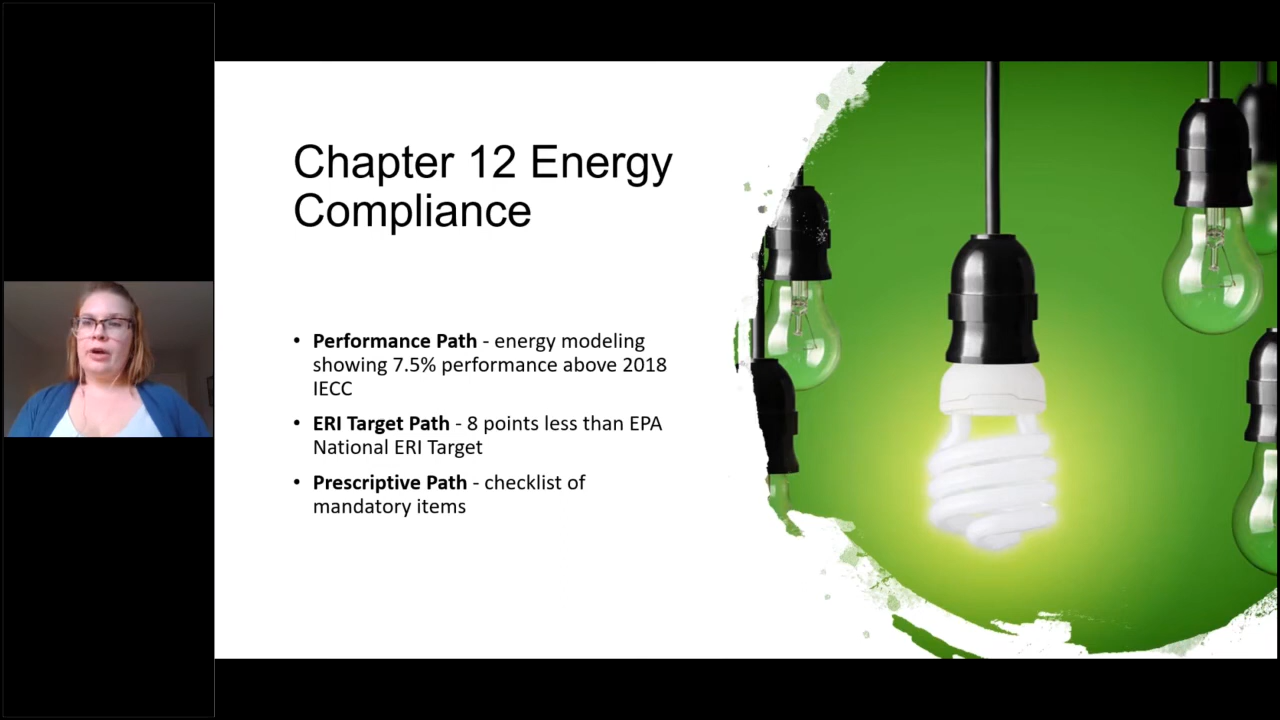 Chapter 12 Energy
Compliance
• Performance Path - energy modeling
showing 7.5% performance above 2018
IECC
• ERI Target Path - 8 points less than EPA
National ERI Target
• Prescriptive Path - checklist of
mandatory items